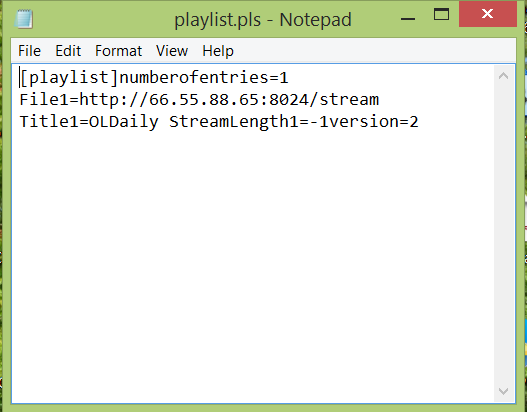 playlist.pls - Notepad
File Edit Format View Help
[playlist]numberofentries=1
File1=http://66.55.88.65:8024/stream
Title1=OLDaily StreamLength1=-1version=2